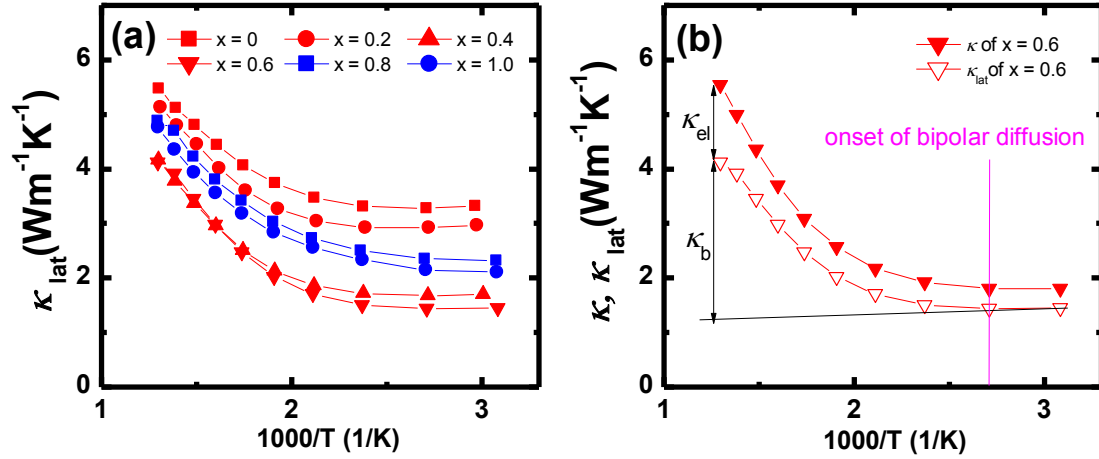 (a)
x = 0
x = 0.2
x = 0.4
x = 0.6
x = 0.8
x = 1.0
κ lat(Wm⁻¹K⁻¹)
6
4
2
0
1
2
3
1000/T (1/K)
(b)
κ of x = 0.6
κlat of x = 0.6
onset of bipolar diffusion
κel
κb
κ, κ lat(Wm⁻¹K⁻¹)
6
4
2
0
1
2
3
1000/T (1/K)